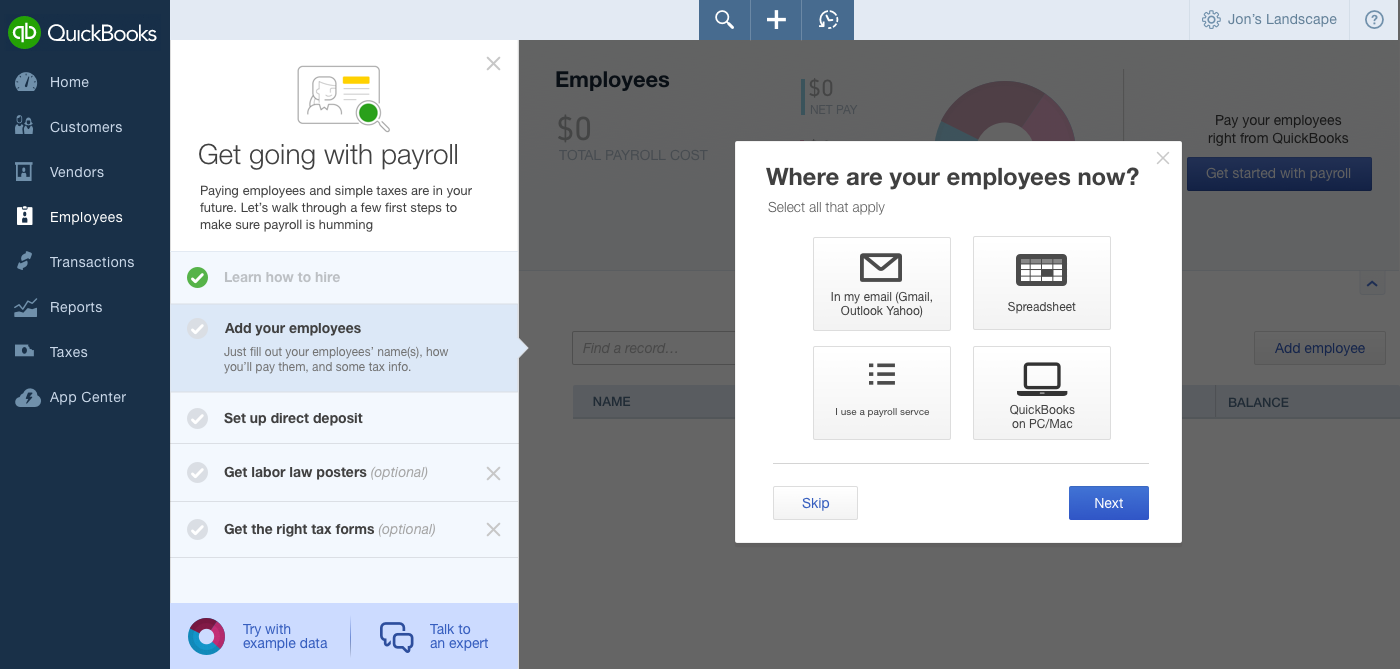 QuickBooks
Home
Customers
Vendors
Employees
Transactions
Reports
Taxes
App Center
Jon's Landscape
?
Get going with payroll
Paying employees and simple taxes are in your
future. Let's walk through a few first steps to
make sure payroll is humming
Learn how to hire
Add your employees
Just fill out your employees' name(s), how
you'll pay them, and some tax info.
Set up direct deposit
Get labor law posters (optional)
Get the right tax forms (optional)
Try with
example data
Talk to
an expert
Employees
$0
TOTAL PAYROLL COST
$0
NET PAY
Pay your employees
right from QuickBooks
Get started with payroll
Find a record...
Add employee
NAME
BALANCE
Where are your employees now?
Select all that apply
In my email (Gmail,
Outlook Yahoo)
Spreadsheet
I use a payroll servce
QuickBooks
on PC/Mac
Skip
Next